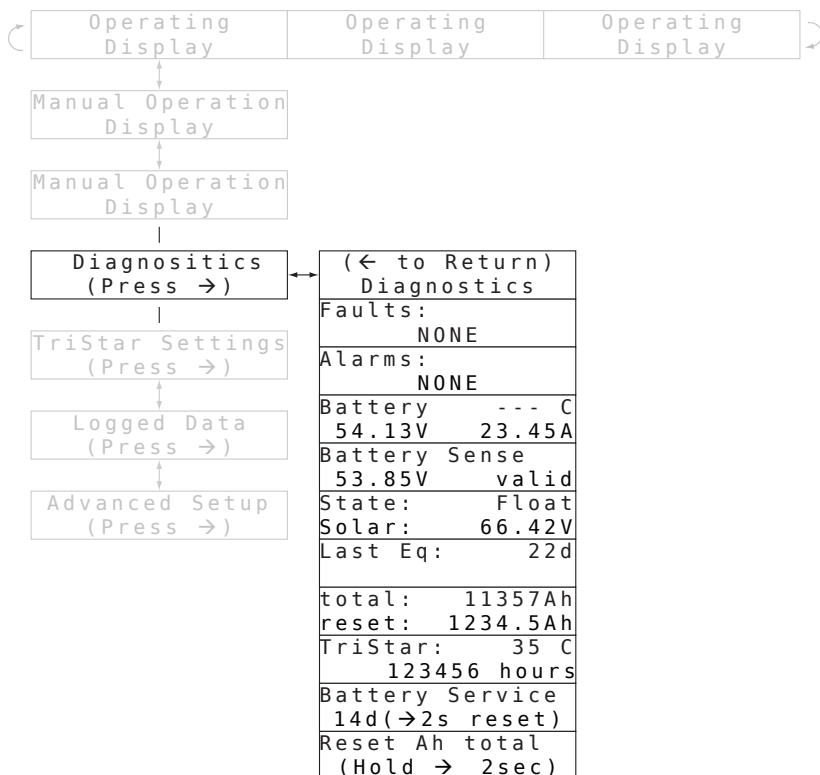 Operating Operating Operating
Display Display Display
Manual Operation
Display
Manual Operation
Display
Diagnositics
(Press →)
TriStar Settings
(Press →)
Logged Data
(Press →)
Advanced Setup
(Press →)
(← to Return)
Diagnostics
Faults:
NONE
Alarms:
NONE
Battery --- C
54.13V 23.45A
Battery Sense
53.85V valid
State: Float
Solar: 66.42V
Last Eq: 22d
total: 11357Ah
reset: 1234.5Ah
TriStar: 35 C
123456 hours
Battery Service
14d(→2s reset)
Reset Ah total
(Hold → 2sec)